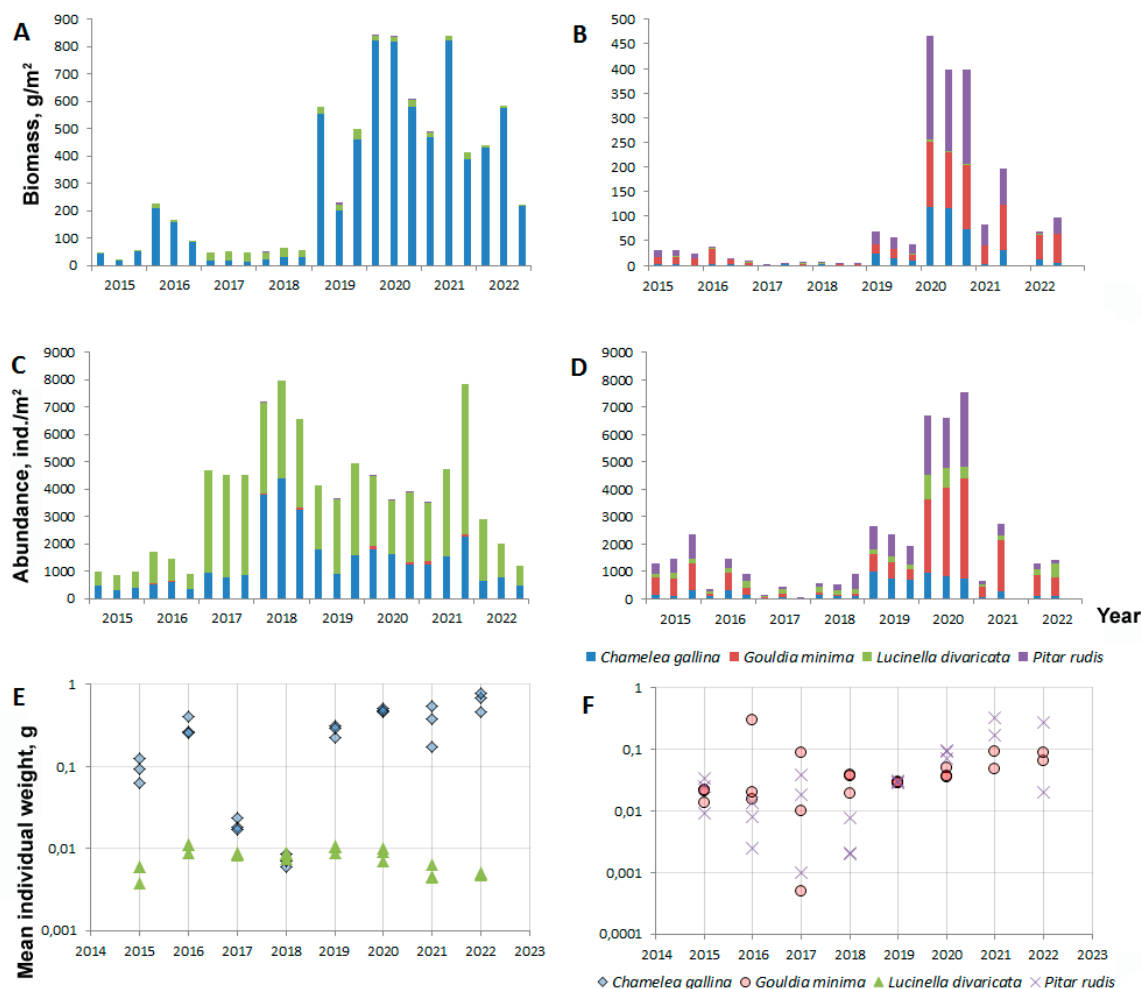 A
Biomass, g/m²
900
800
700
600
500
400
300
200
100
0
2015 2016 2017 2018 2019 2020 2021 2022
B
500
450
400
350
300
250
200
150
100
50
0
2015 2016 2017 2018 2019 2020 2021 2022
C
Abundance, ind./m²
9000
8000
7000
6000
5000
4000
3000
2000
1000
0
2015 2016 2017 2018 2019 2020 2021 2022
D
9000
8000
7000
6000
5000
4000
3000
2000
1000
0
2015 2016 2017 2018 2019 2020 2021 2022
Year
Chamelea gallina Gouldia minima Lucinella divaricata Pitar rudis
E
Mean individual weight, g
1
0,1
0,01
0,001
2014 2015 2016 2017 2018 2019 2020 2021 2022 2023
F
1
0,1
0,01
0,001
0,0001
2014 2015 2016 2017 2018 2019 2020 2021 2022 2023
Chamelea gallina Gouldia minima Lucinella divaricata Pitar rudis